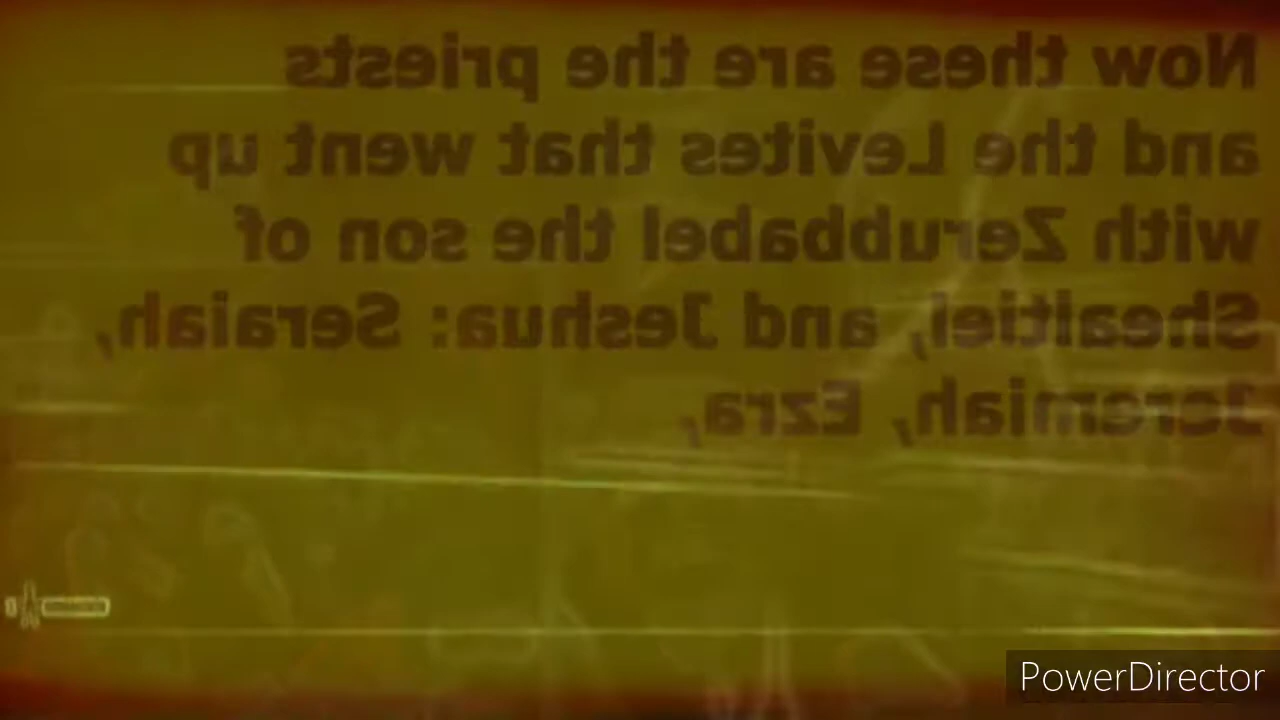 Now these are the priests
and the Levites that went up
with Zerubbabel the son of
Shealtiel, and Jeshua: Seraiah,
Jeremiah, Ezra,
PowerDirector